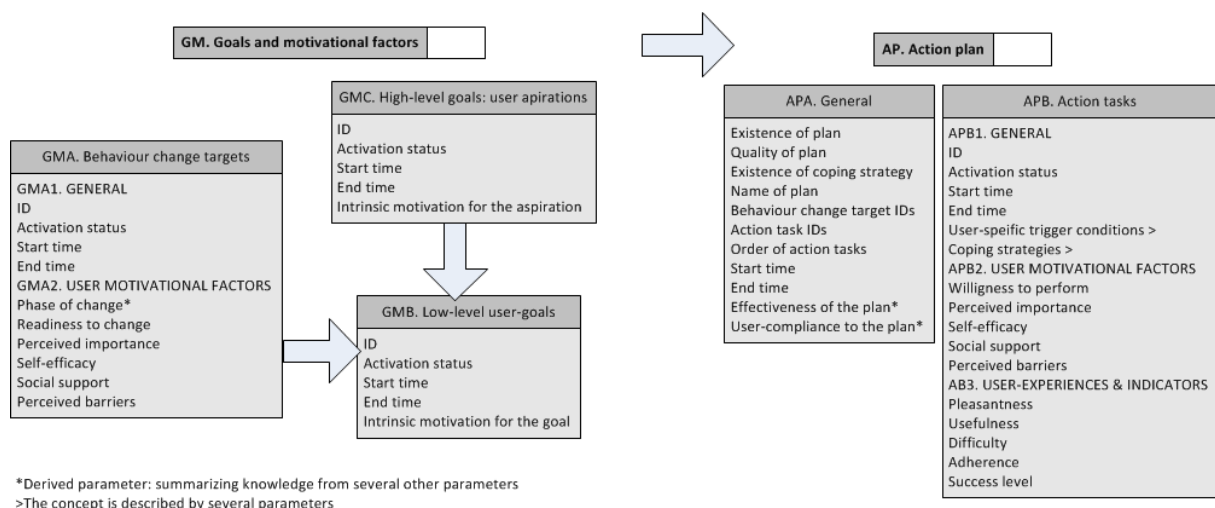 GM. Goals and motivational factors
GMC. High-level goals: user apirations
ID
Activation status
Start time
End time
Intrinsic motivation for the aspiration
GMA. Behaviour change targets
GMA1. GENERAL
ID
Activation status
Start time
End time
GMA2. USER MOTIVATIONAL FACTORS
Phase of change*
Readiness to change
Perceived importance
Self-efficacy
Social support
Perceived barriers
GMB. Low-level user-goals
ID
Activation status
Start time
End time
Intrinsic motivation for the goal
AP. Action plan
APA. General
Existence of plan
Quality of plan
Existence of coping strategy
Name of plan
Behaviour change target IDs
Action task IDs
Order of action tasks
Start time
End time
Effectiveness of the plan*
User-compliance to the plan*
APB. Action tasks
APB1. GENERAL
ID
Activation status
Start time
End time
User-speific trigger conditions >
Coping strategies >
APB2. USER MOTIVATIONAL FACTORS
Willigness to perform
Perceived importance
Self-efficacy
Social support
Perceived barriers
AB3. USER-EXPERIENCES & INDICATORS
Pleasantness
Usefulness
Difficulty
Adherence
Success level
*Derived parameter: summarizing knowledge from several other parameters
>The concept is described by several parameters